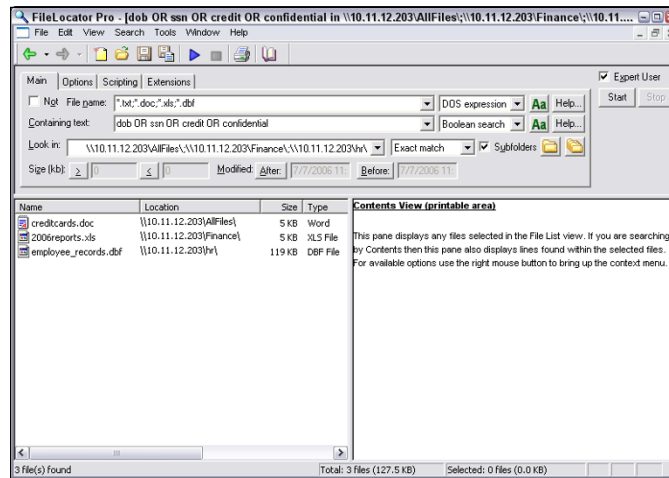 FileLocator Pro - [dob OR ssn OR credit OR confidential in \\10.11.12.203\AllFiles\;\\10.11.12.203\Finance\;\\10.11....
File Edit View Search Tools Window Help
Main Options Scripting Extensions
Expert User
Not File name: *.txt;*.doc;*.xls;*.dbf DOS expression Aa Help...
Start Stop
Containing text: dob OR ssn OR credit OR confidential Boolean search Aa Help...
Look in: \\10.11.12.203\AllFiles\;\\10.11.12.203\Finance\;\\10.11.12.203\hr\ Exact match Subfolders
Size (kb): > 0 < 0 Modified: After: 7/7/2006 11: Before: 7/7/2006 11:
Name Location Size Type
creditcards.doc \\10.11.12.203\AllFiles\ 5 KB Word
2006reports.xls \\10.11.12.203\Finance\ 5 KB XLS File
employee_records.dbf \\10.11.12.203\hr\ 119 KB DBF File
Contents View (printable area)
This pane displays any files selected in the File List view. If you are searching
by Contents then this pane also displays lines found within the selected files.
For available options use the right mouse button to bring up the context menu.
3 file(s) found Total: 3 files (127.5 KB) Selected: 0 files (0.0 KB)